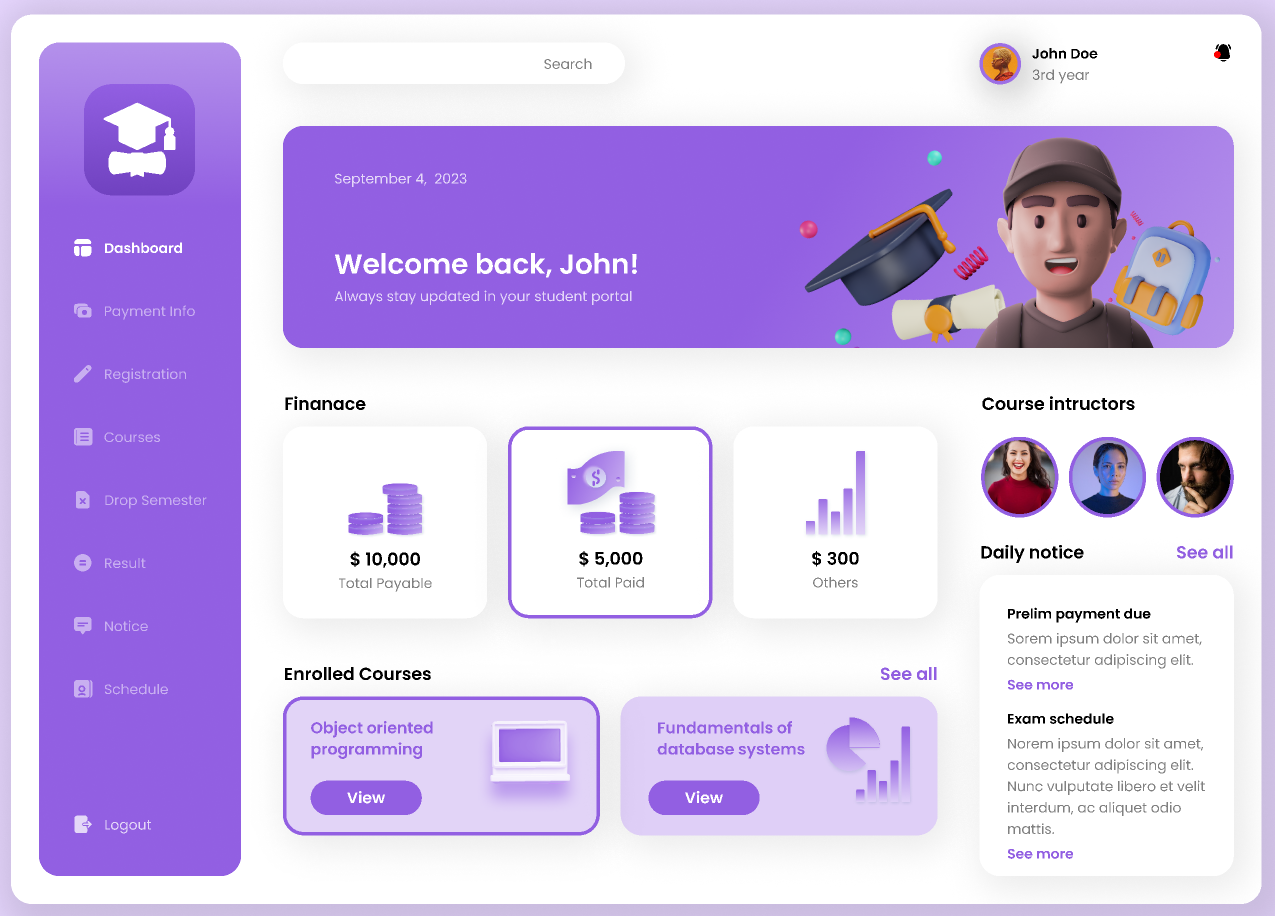 Search
John Doe
3rd year
Dashboard
Payment Info
Registration
Courses
Drop Semester
Result
Notice
Schedule
Logout
September 4, 2023
Welcome back, John!
Always stay updated in your student portal
Finanace
$ 10,000
Total Payable
$ 5,000
Total Paid
$ 300
Others
Enrolled Courses
See all
Object oriented
programming
View
Fundamentals of
database systems
View
Course intructors
Daily notice
See all
Prelim payment due
Sorem ipsum dolor sit amet,
consectetur adipiscing elit.
See more
Exam schedule
Norem ipsum dolor sit amet,
consectetur adipiscing elit.
Nunc vulputate libero et velit
interdum, ac aliquet odio
mattis.
See more